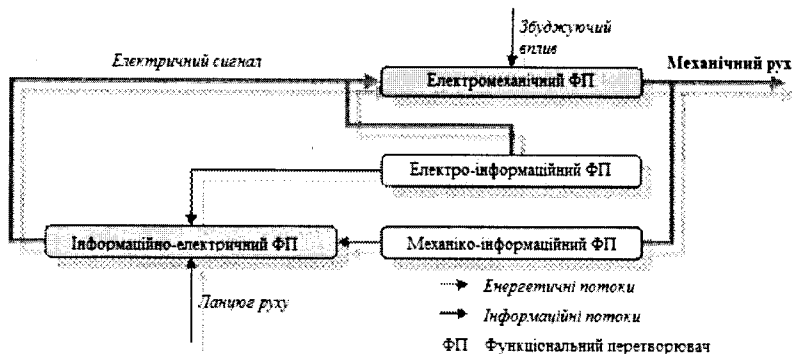 Збуджуючий
вплив
Електричний сигнал
Механічний рух
Електромеханічний ФП
Електро-інформаційний ФП
Інформаційно-електричний ФП
Механіко-інформаційний ФП
Ланцюг руху
Енергетичні потоки
Інформаційні потоки
ФП Функціональний перетворювач